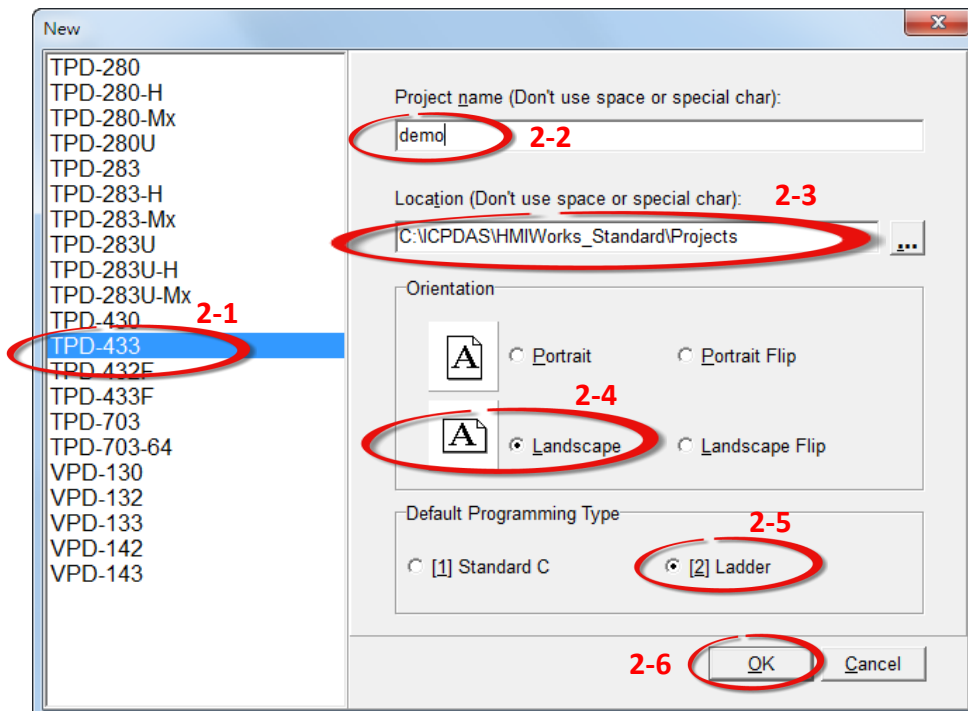 New
x
TPD-280
TPD-280-H
TPD-280-Mx
TPD-280U
TPD-283
TPD-283-H
TPD-283-Mx
TPD-283U
TPD-283U-H
TPD-283U-Mx
TPD-430
2-1
TPD-433
TPD-432F
TPD-433F
TPD-703
TPD-703-64
VPD-130
VPD-132
VPD-133
VPD-142
VPD-143
Project name (Don't use space or special char):
demo
2-2
Location (Don't use space or special char):
2-3
C:\ICPDAS\HMIWorks_Standard\Projects
...
Orientation
A
Portrait
Portrait Flip
2-4
A
Landscape
Landscape Flip
Default Programming Type
2-5
[1] Standard C
[2] Ladder
2-6
OK
Cancel